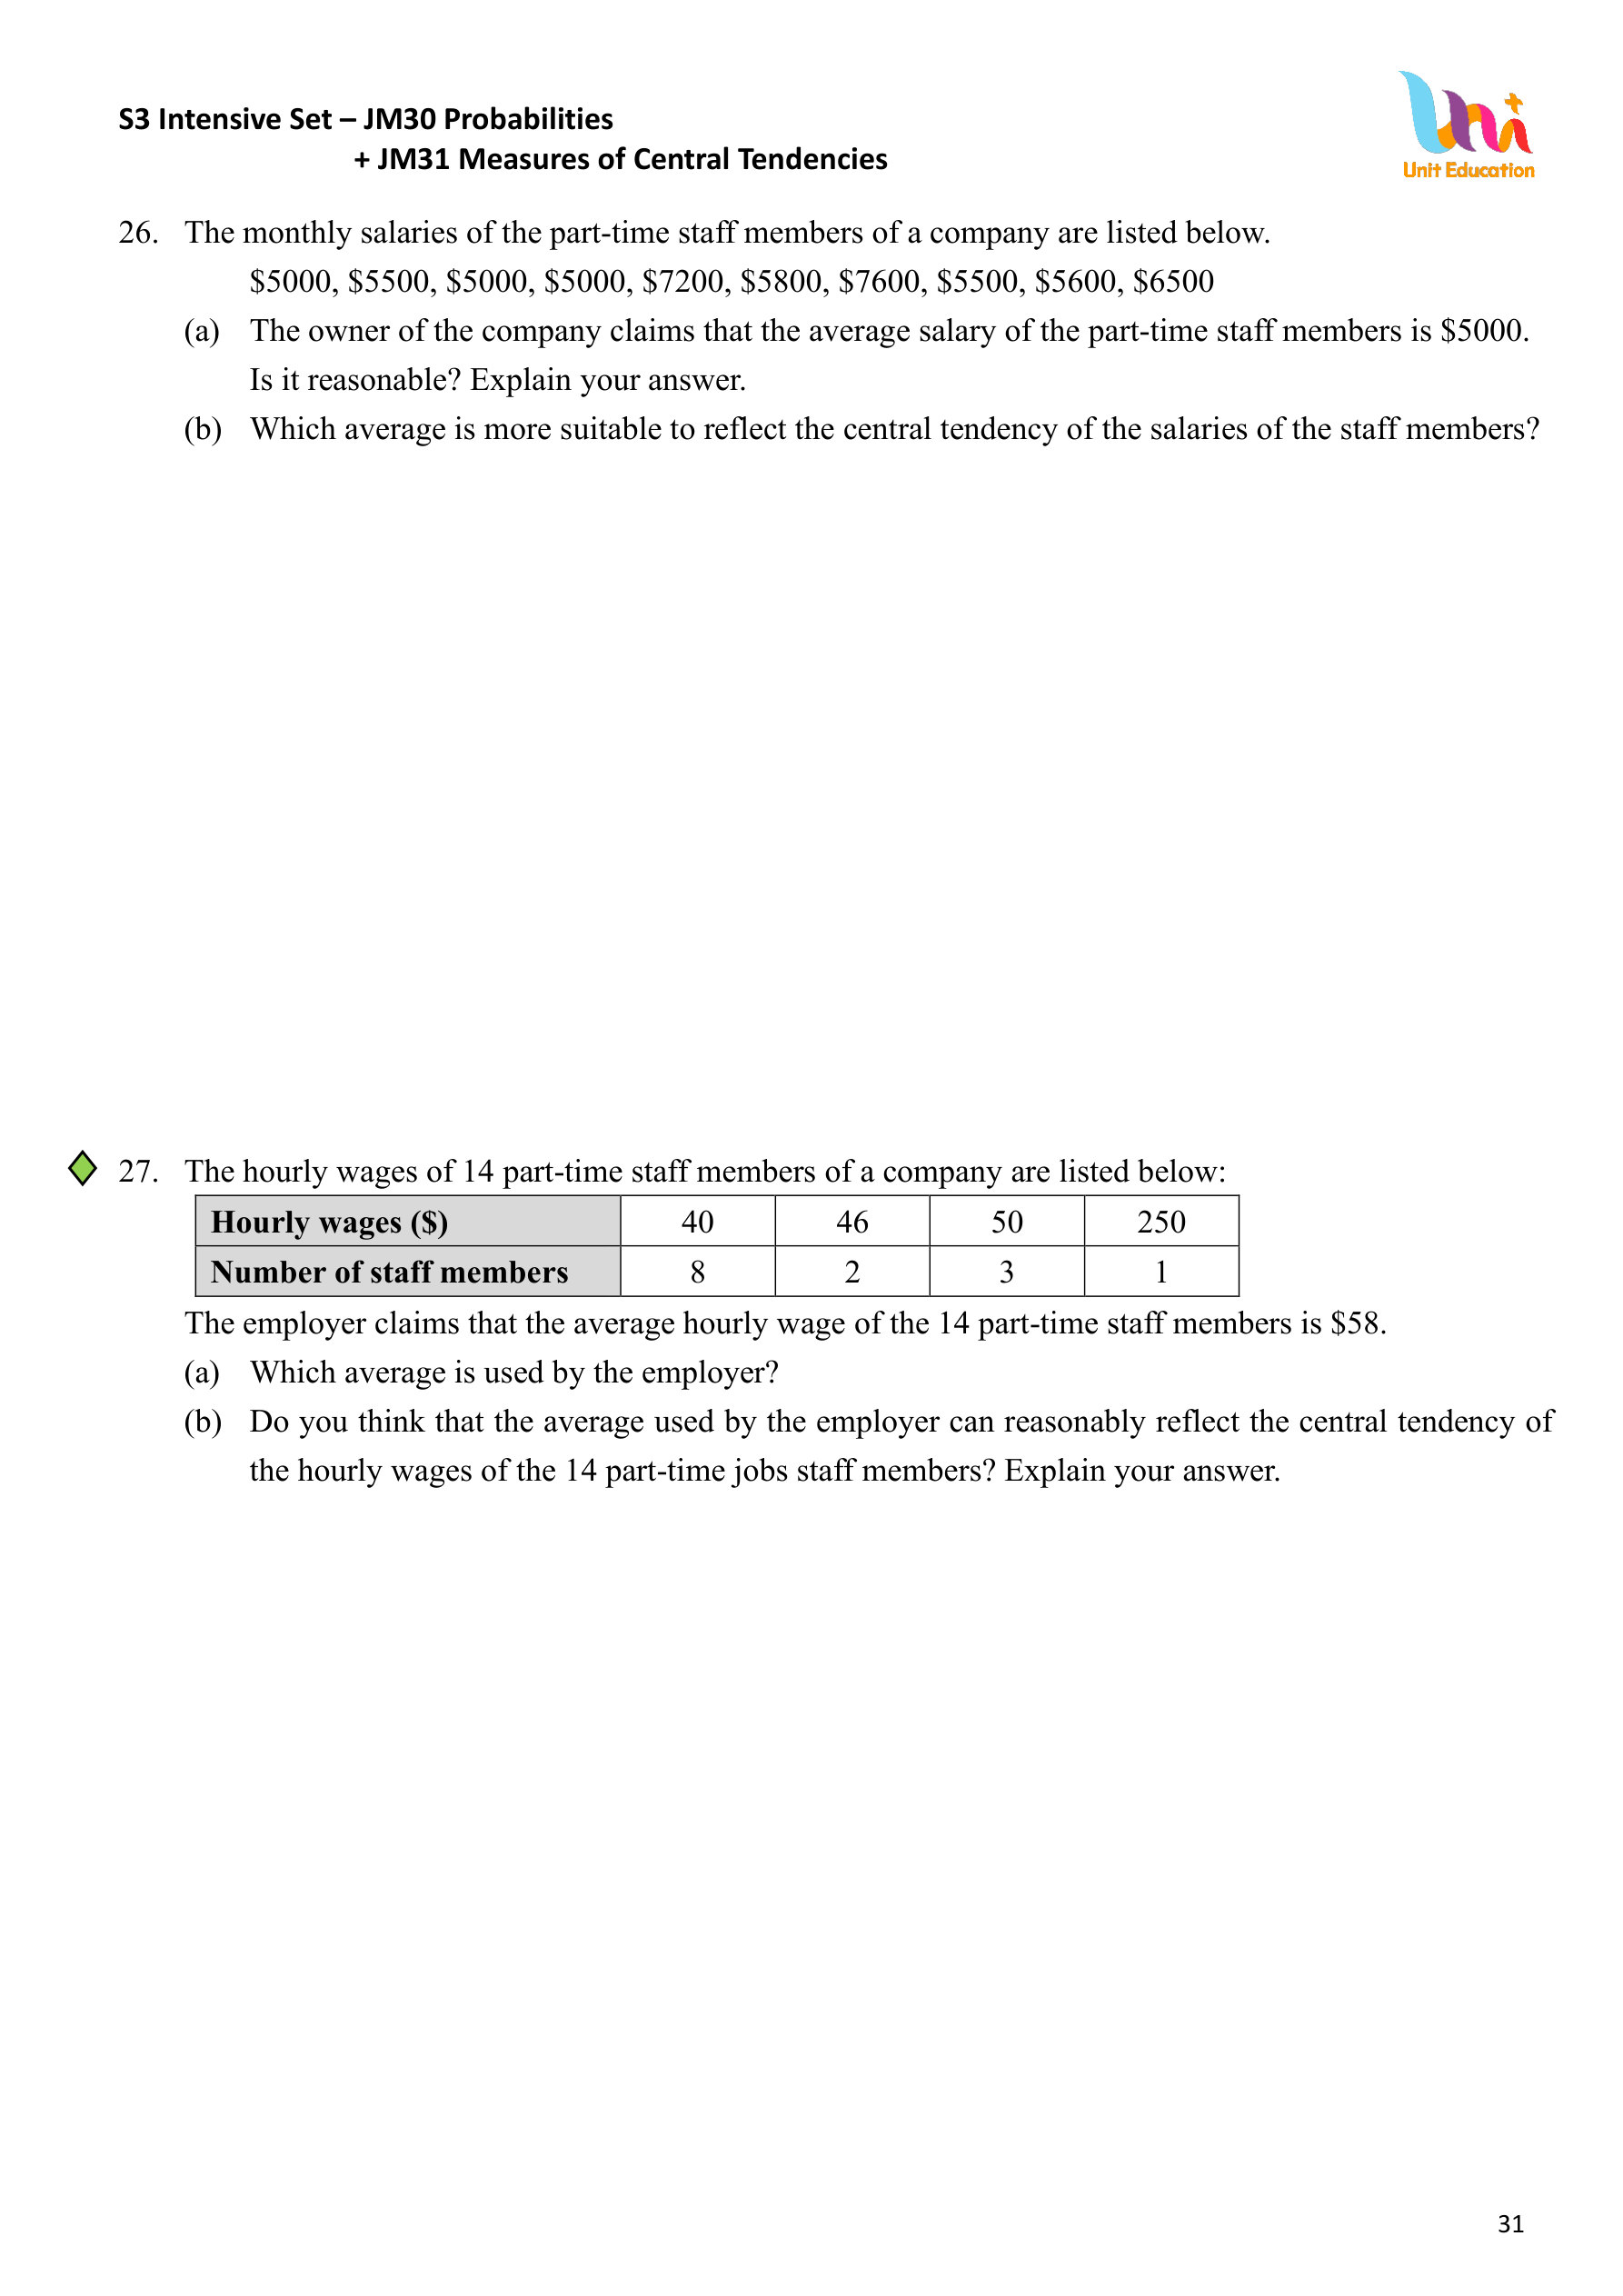 S3 Intensive Set – JM30 Probabilities
+ JM31 Measures of Central Tendencies
Unit Education
26. The monthly salaries of the part-time staff members of a company are listed below.
$5000, $5500, $5000, $5000, $7200, $5800, $7600, $5500, $5600, $6500
(a) The owner of the company claims that the average salary of the part-time staff members is $5000.
Is it reasonable? Explain your answer.
(b) Which average is more suitable to reflect the central tendency of the salaries of the staff members?
27. The hourly wages of 14 part-time staff members of a company are listed below:
Hourly wages ($) 40 46 50 250
Number of staff members 8 2 3 1
The employer claims that the average hourly wage of the 14 part-time staff members is $58.
(a) Which average is used by the employer?
(b) Do you think that the average used by the employer can reasonably reflect the central tendency of
the hourly wages of the 14 part-time jobs staff members? Explain your answer.
31